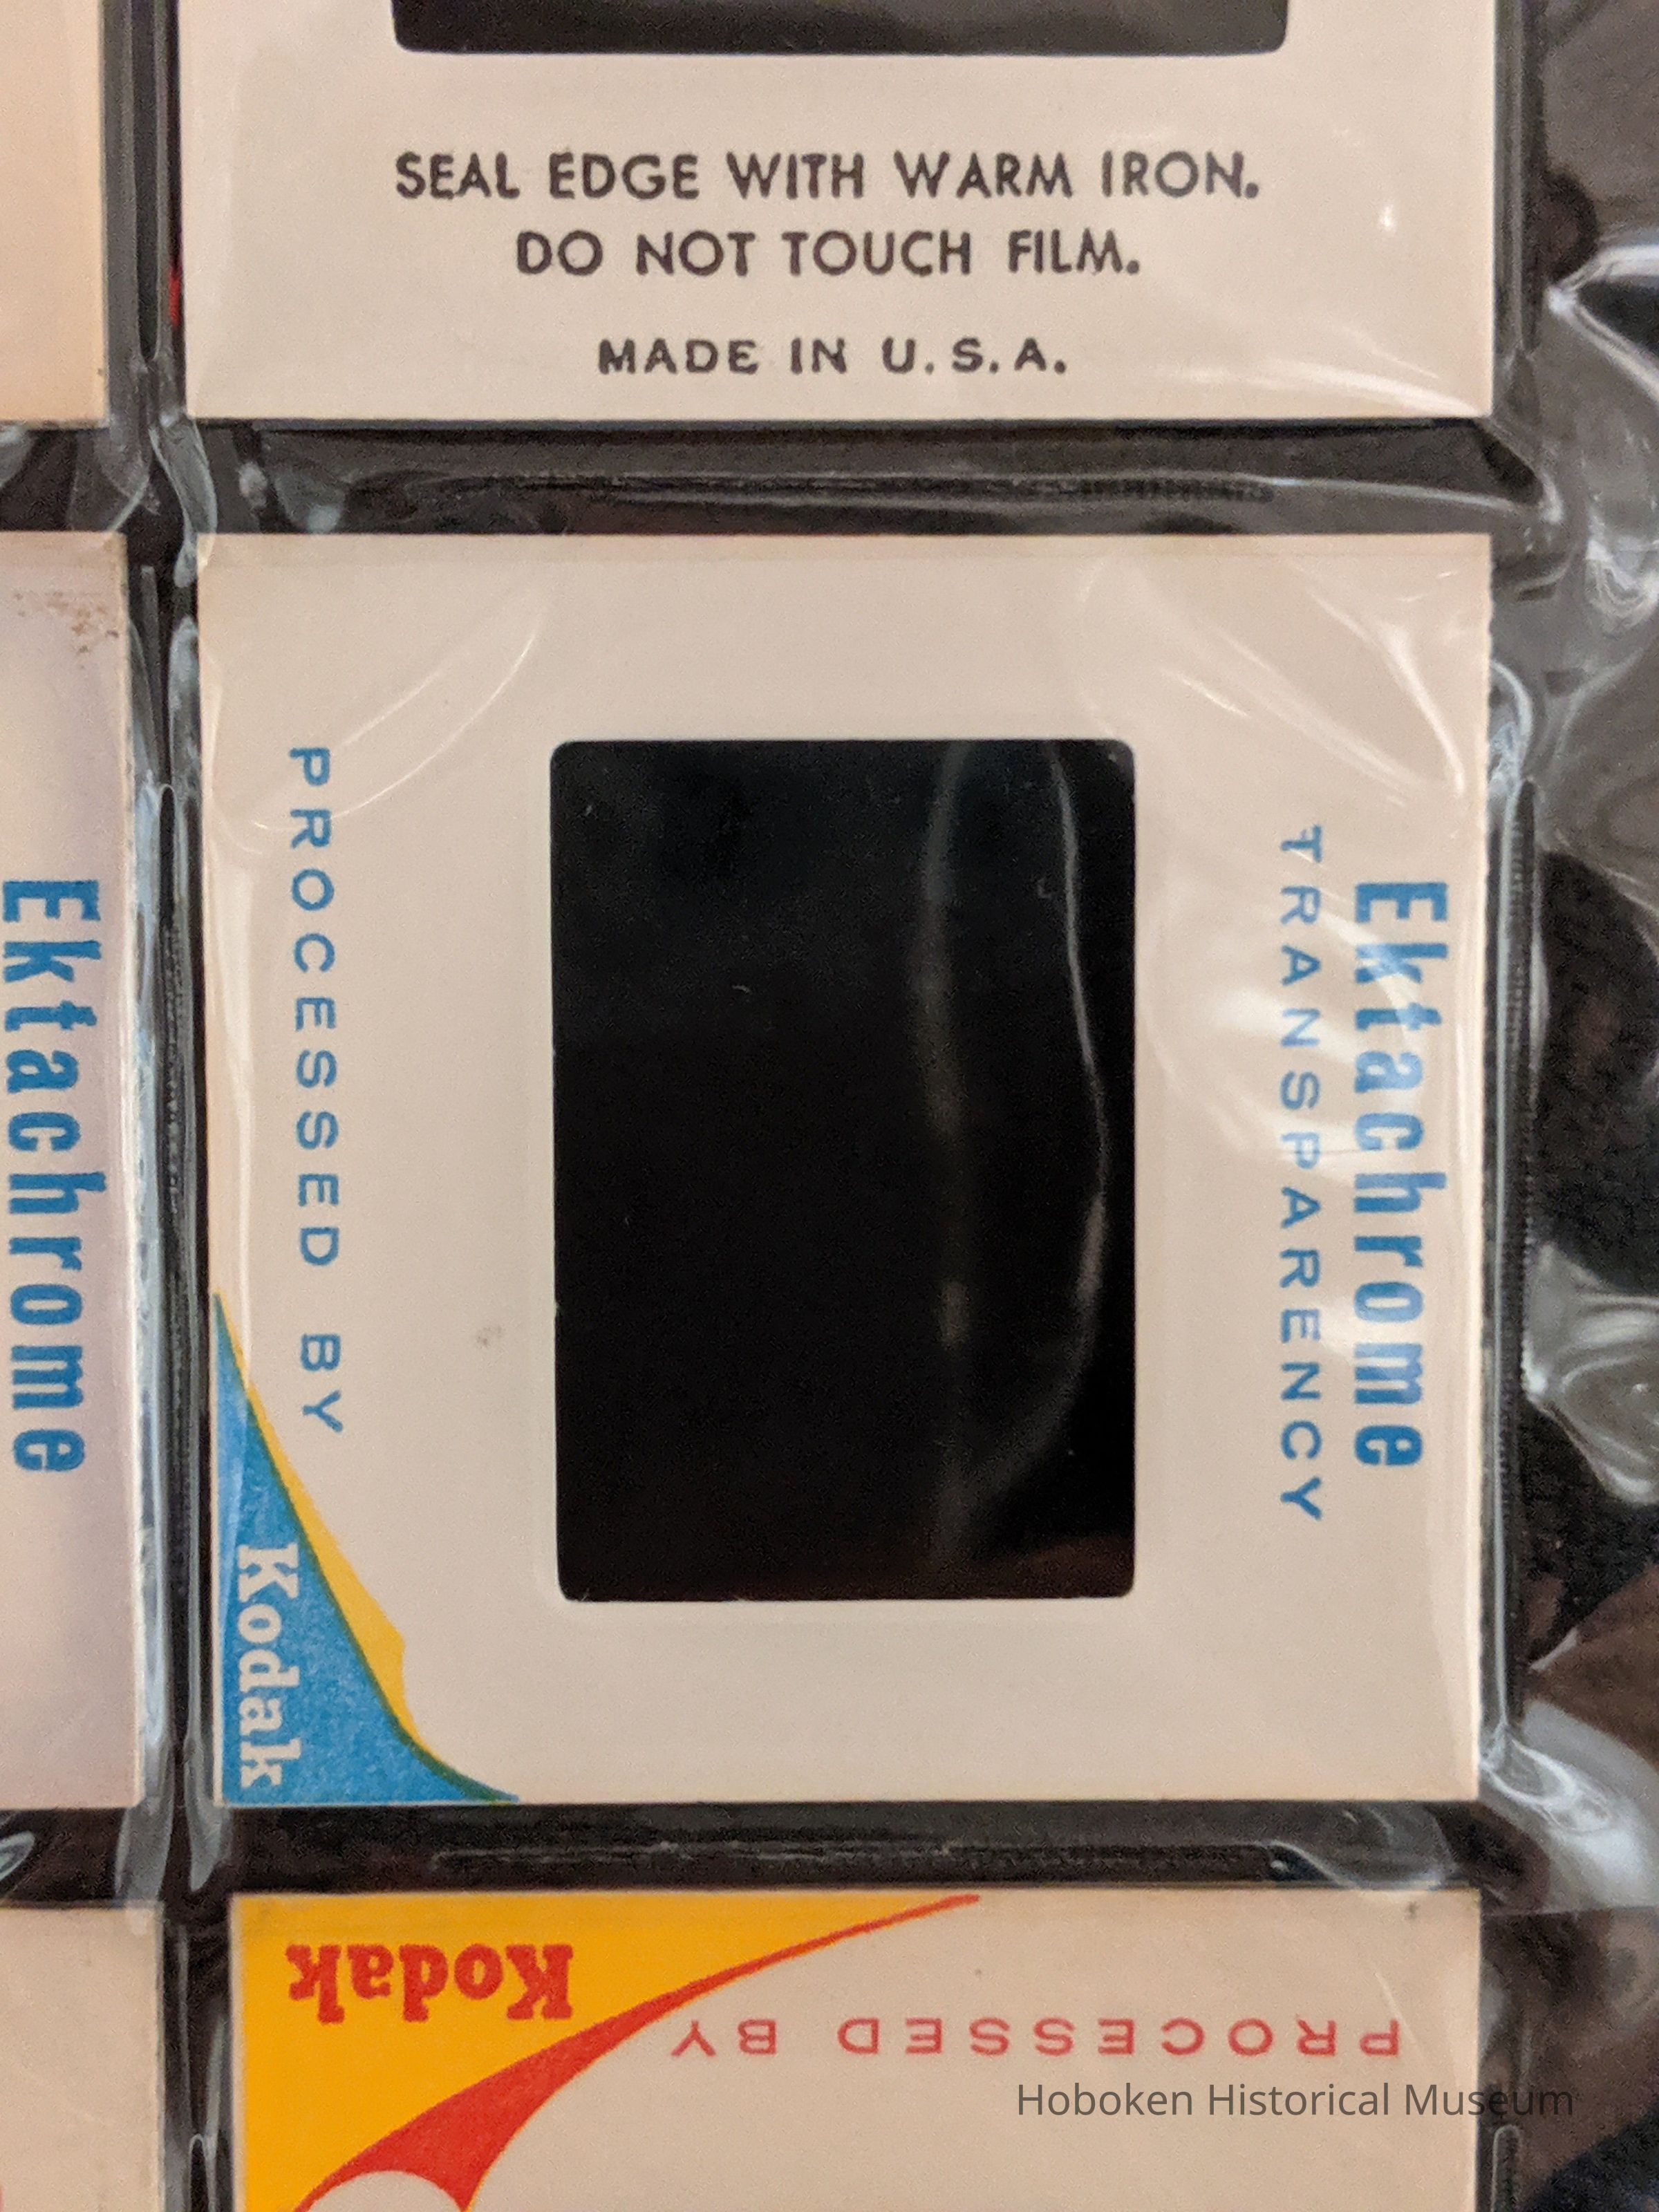 SEAL EDGE WITH WARM IRON.
DO NOT TOUCH FILM.
MADE IN U.S.A.
Ektachrome
Ektachrome
TRANSPARENCY
PROCESSED BY
Kodak
Kodak
PROCESSED BY
Hoboken Historical Museum